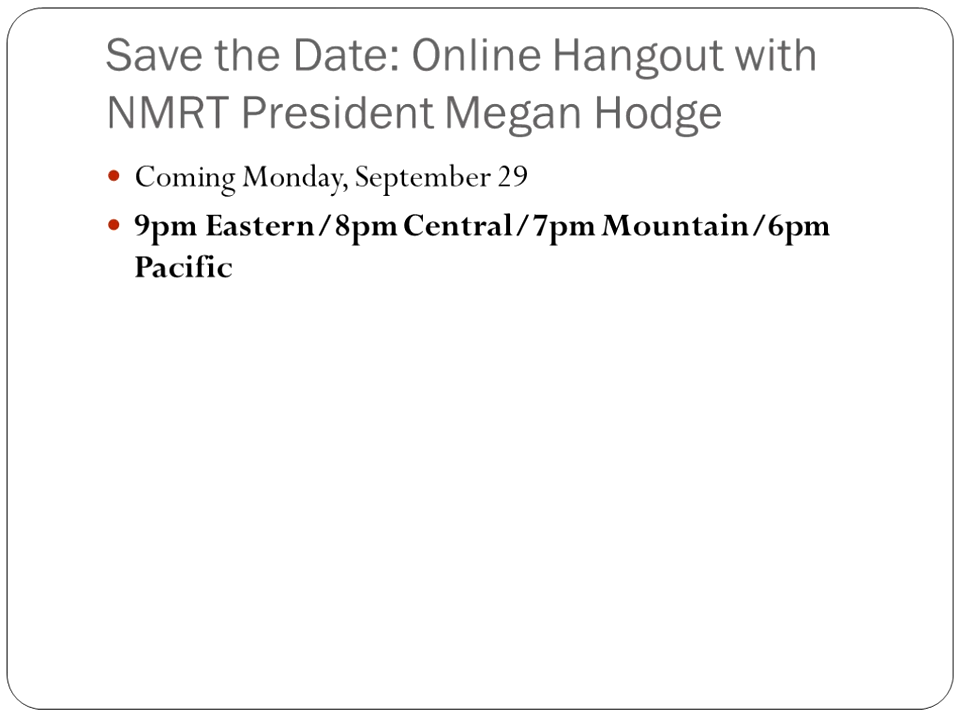 Save the Date: Online Hangout with
NMRT President Megan Hodge
• Coming Monday, September 29
• 9pm Eastern/8pm Central/7pm Mountain/6pm
Pacific